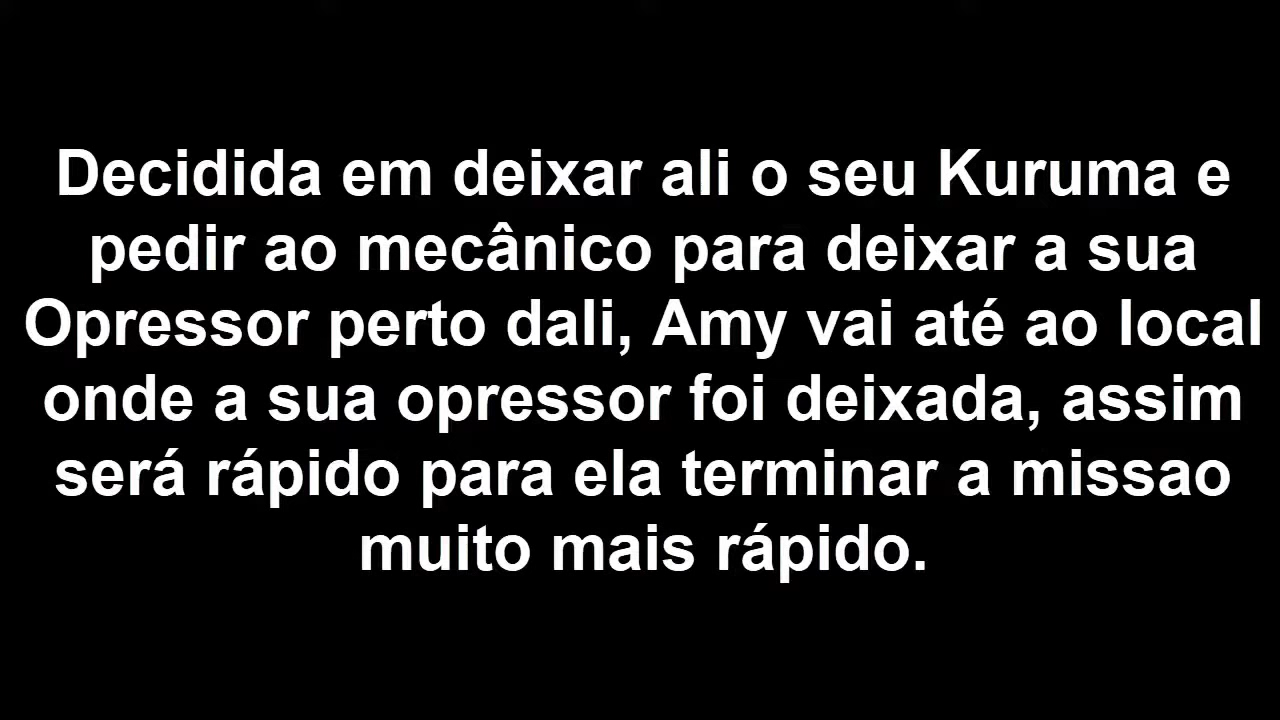 Decidida em deixar ali o seu Kuruma e
pedir ao mecânico para deixar a sua
Opressor perto dali, Amy vai até ao local
onde a sua opressor foi deixada, assim
será rápido para ela terminar a missao
muito mais rápido.